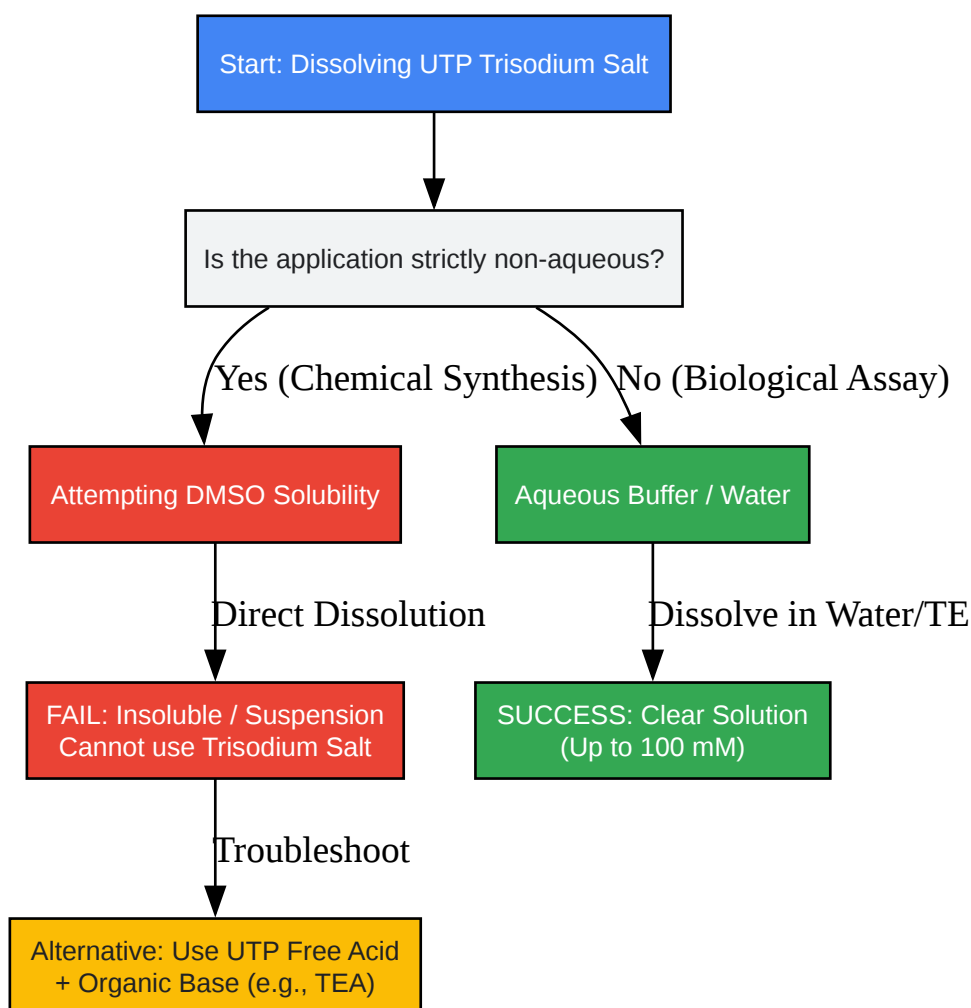 Start: Dissolving UTP Trisodium Salt
Is the application strictly non-aqueous?
Yes (Chemical Synthesis)
No (Biological Assay)
Attempting DMSO Solubility
Aqueous Buffer / Water
Direct Dissolution
Dissolve in Water/TE
FAIL: Insoluble / Suspension
Cannot use Trisodium Salt
SUCCESS: Clear Solution
(Up to 100 mM)
Troubleshoot
Alternative: Use UTP Free Acid
+ Organic Base (e.g., TEA)